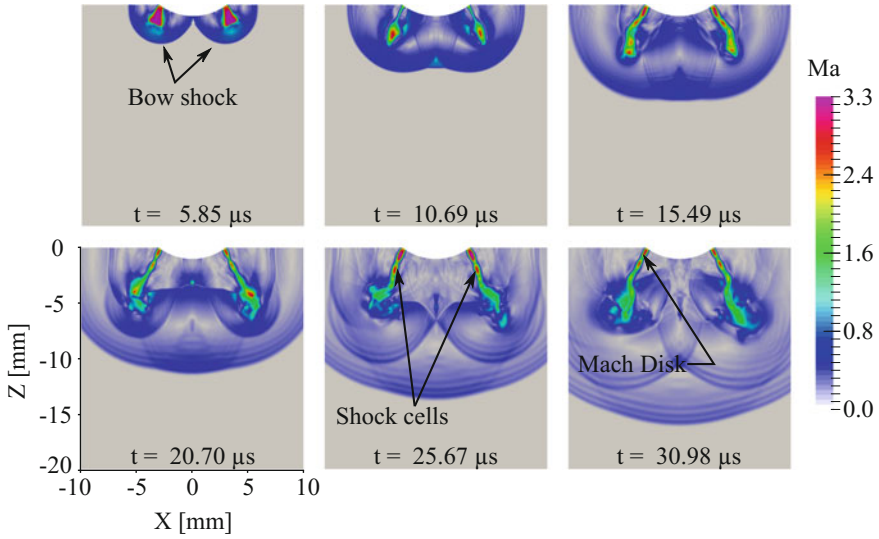 Bow shock
t = 5.85 µs
t = 10.69 µs
t = 15.49 µs
Ma
3.3
2.4
1.6
0.8
0.0
0
-5
-10
-15
-20
Z [mm]
t = 20.70 µs
-10
-5
0
5
10
X [mm]
Shock cells
t = 25.67 µs
Mach Disk
t = 30.98 µs